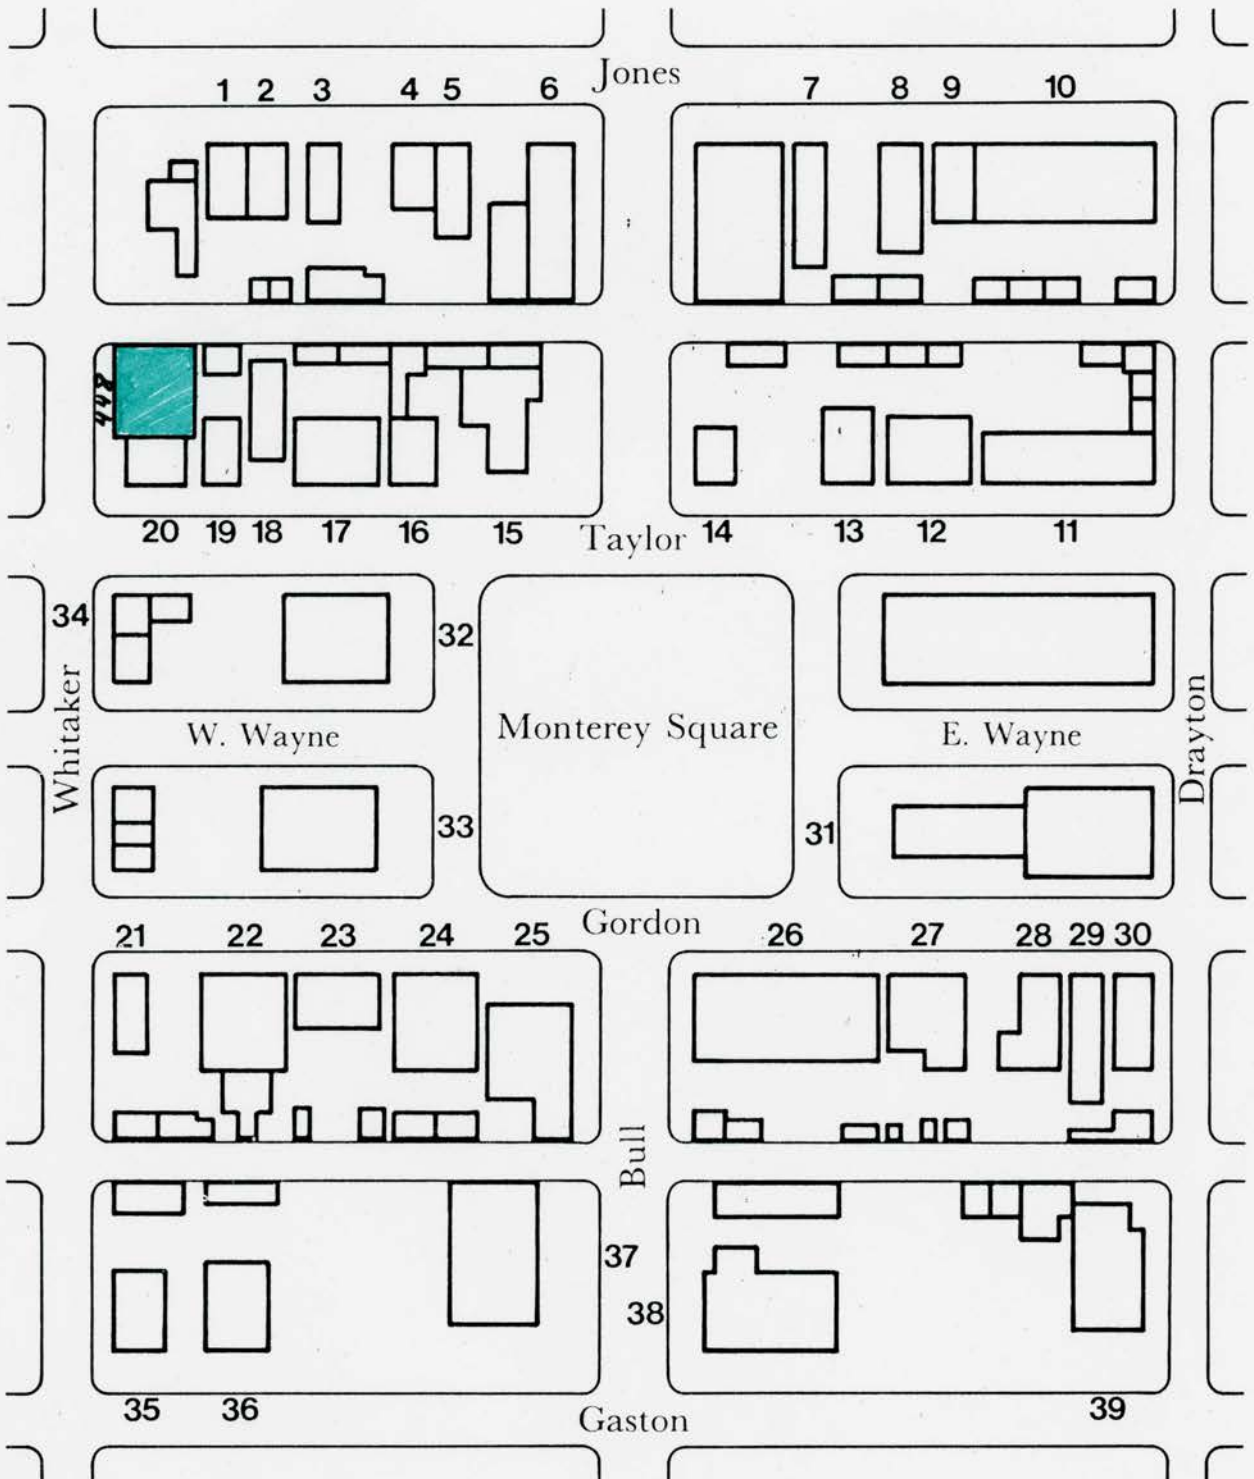 Jones
1 2 3 4 5 6 7 8 9 10
448
20 19 18 17 16 15 Taylor 14 13 12 11
34 32
Whitaker
W. Wayne Monterey Square E. Wayne
Drayton
33 31
Gordon
21 22 23 24 25 26 27 28 29 30
Bull
37
38
35 36 Gaston 39